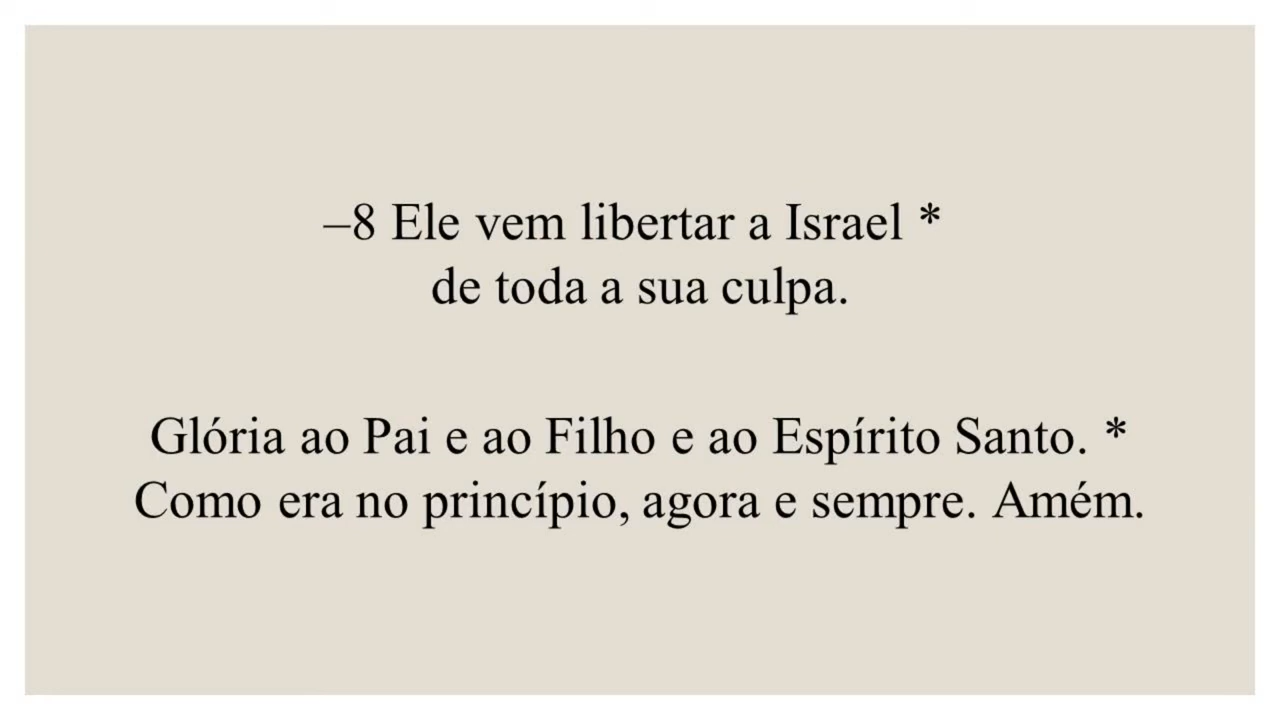 –8 Ele vem libertar a Israel *
de toda a sua culpa.
Glória ao Pai e ao Filho e ao Espírito Santo. *
Como era no princípio, agora e sempre. Amém.